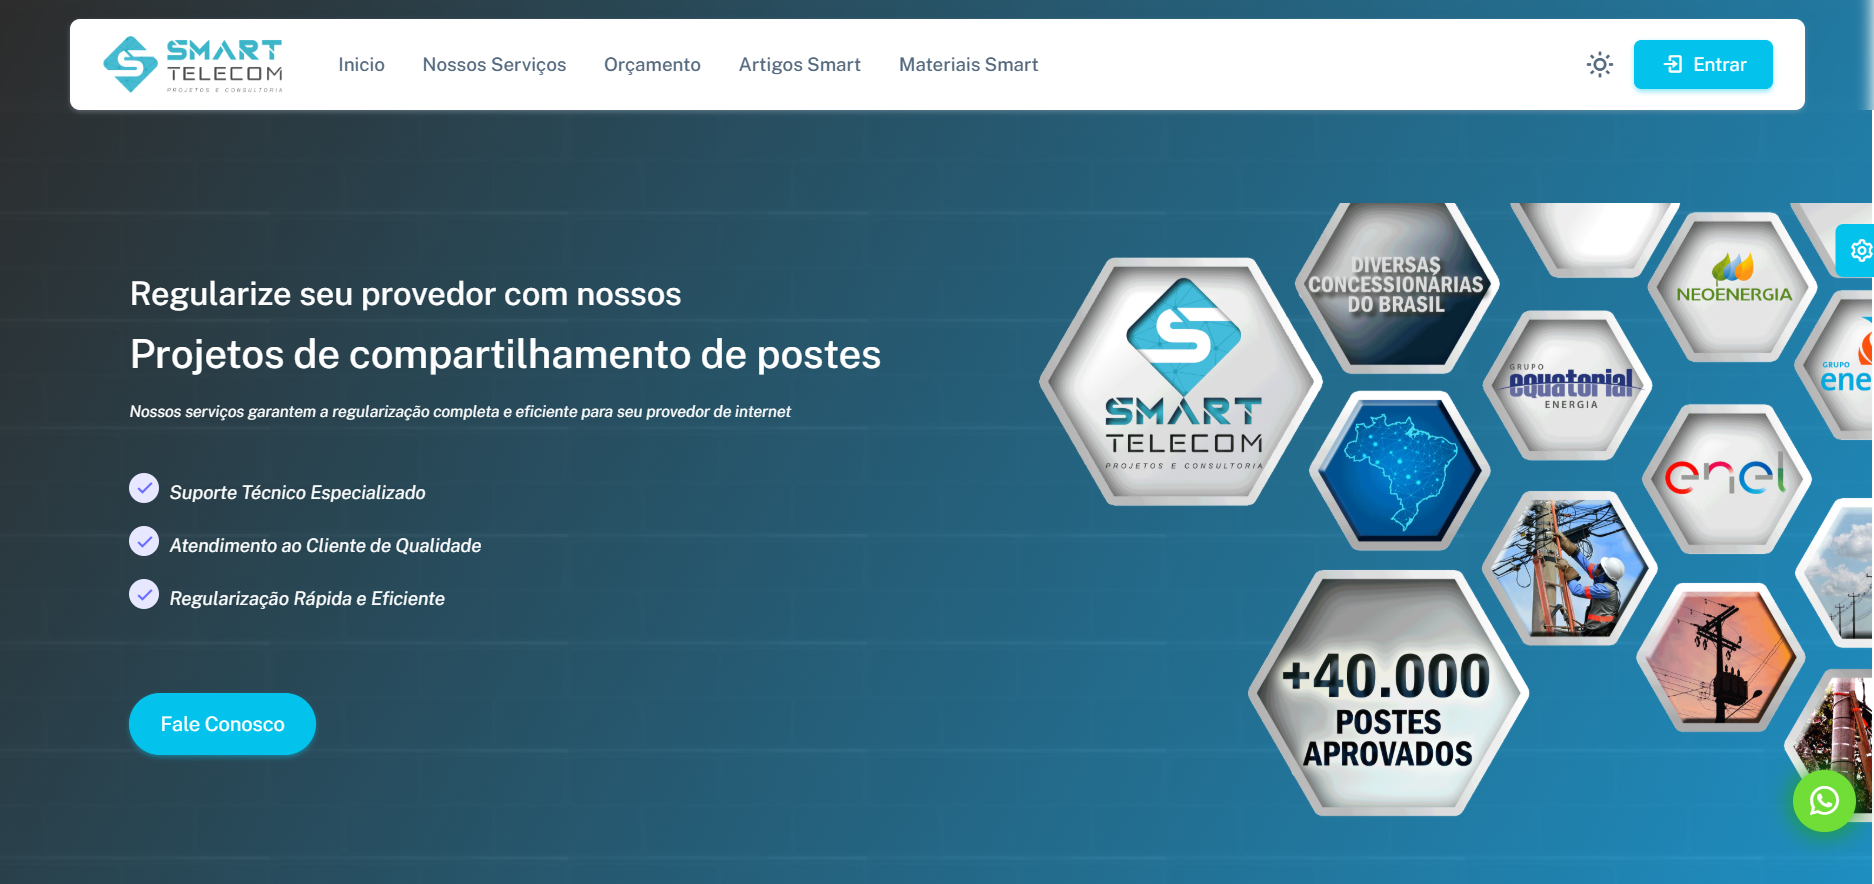 SMART
TELECOM
PROJETOS E CONSULTORIA
Inicio
Nossos Serviços
Orçamento
Artigos Smart
Materiais Smart
Entrar
Regularize seu provedor com nossos
Projetos de compartilhamento de postes
Nossos serviços garantem a regularização completa e eficiente para seu provedor de internet
Suporte Técnico Especializado
Atendimento ao Cliente de Qualidade
Regularização Rápida e Eficiente
Fale Conosco
SMART
TELECOM
PROJETOS E CONSULTORIA
DIVERSAS
CONCESSIONÁRIAS
DO BRASIL
NEOENERGIA
GRUPO
equatorial
ENERGIA
GRUPO
ene
enel
+40.000
POSTES
APROVADOS